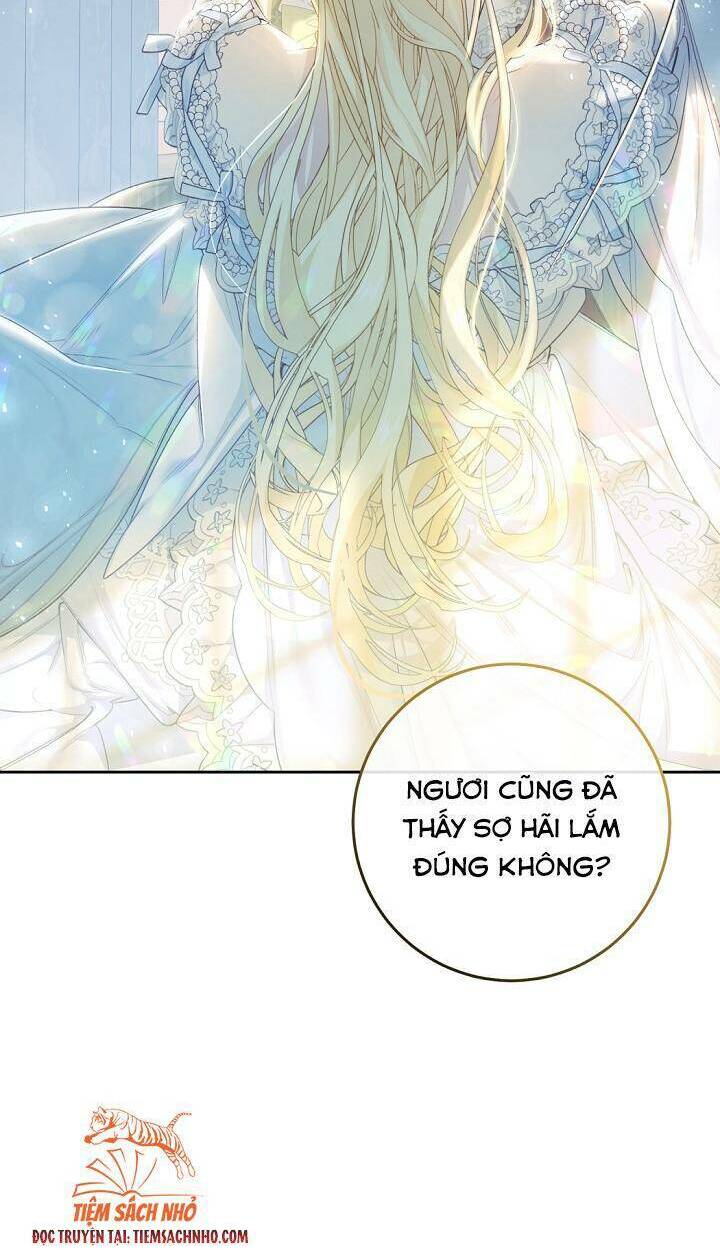 NGƯƠI CŨNG ĐÃ
THẤY SỢ HÃI LẮM
ĐÚNG KHÔNG?
TIỆM SÁCH NHỎ
ĐỌC TRUYỆN TẠI: TIEMSACHNHO.COM